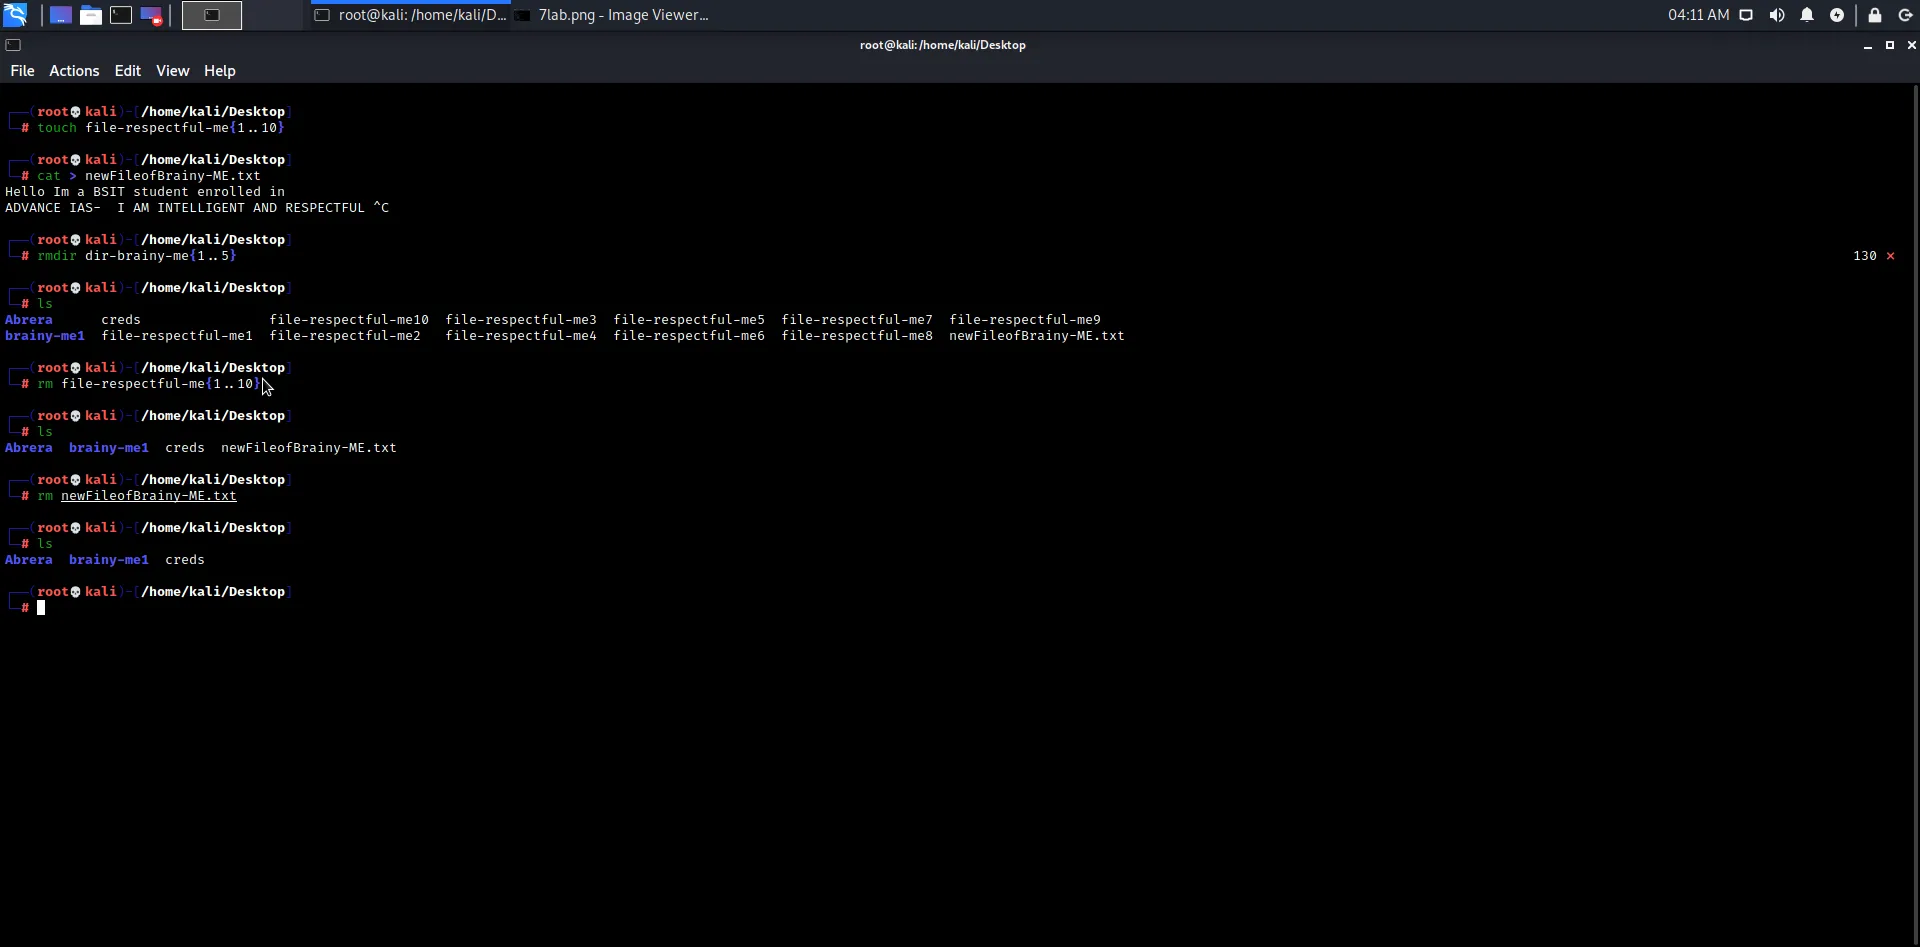 root@kali: /home/kali/D... 7lab.png - Image Viewer... 04:11 AM
root@kali:/home/kali/Desktop
File Actions Edit View Help
┌──(root💀kali)-[/home/kali/Desktop]
└─# touch file-respectful-me{1..10}
┌──(root💀kali)-[/home/kali/Desktop]
└─# cat > newFileofBrainy-ME.txt
Hello Im a BSIT student enrolled in
ADVANCE IAS-  I AM INTELLIGENT AND RESPECTFUL ^C
┌──(root💀kali)-[/home/kali/Desktop]
└─# rmdir dir-brainy-me{1..5} 130 ⨯
┌──(root💀kali)-[/home/kali/Desktop]
└─# ls
Abrera      creds                file-respectful-me10  file-respectful-me3  file-respectful-me5  file-respectful-me7  file-respectful-me9
brainy-me1  file-respectful-me1  file-respectful-me2   file-respectful-me4  file-respectful-me6  file-respectful-me8  newFileofBrainy-ME.txt
┌──(root💀kali)-[/home/kali/Desktop]
└─# rm file-respectful-me{1..10}
┌──(root💀kali)-[/home/kali/Desktop]
└─# ls
Abrera  brainy-me1  creds  newFileofBrainy-ME.txt
┌──(root💀kali)-[/home/kali/Desktop]
└─# rm newFileofBrainy-ME.txt
┌──(root💀kali)-[/home/kali/Desktop]
└─# ls
Abrera  brainy-me1  creds
┌──(root💀kali)-[/home/kali/Desktop]
└─#